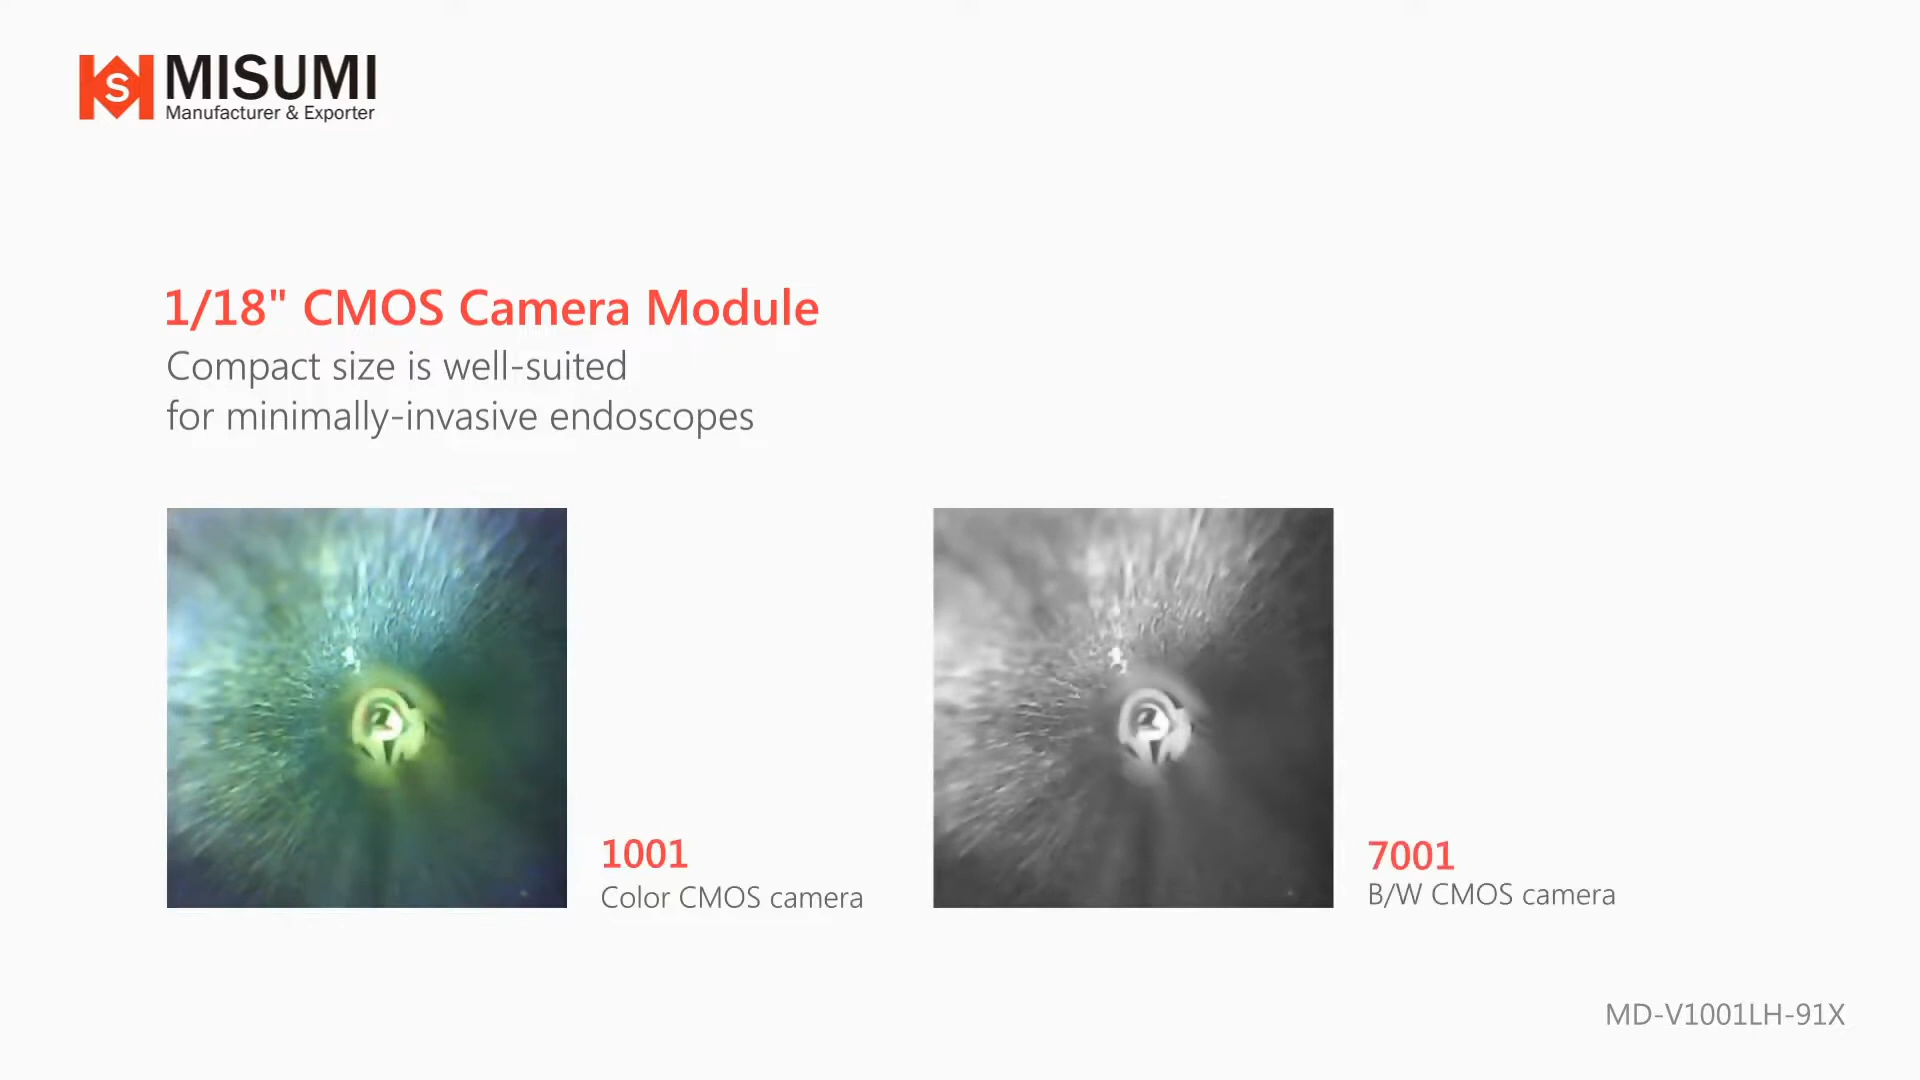 S
MISUMI
Manufacturer & Exporter
1/18" CMOS Camera Module
Compact size is well-suited
for minimally-invasive endoscopes
1001
Color CMOS camera
7001
B/W CMOS camera
MD-V1001LH-91X